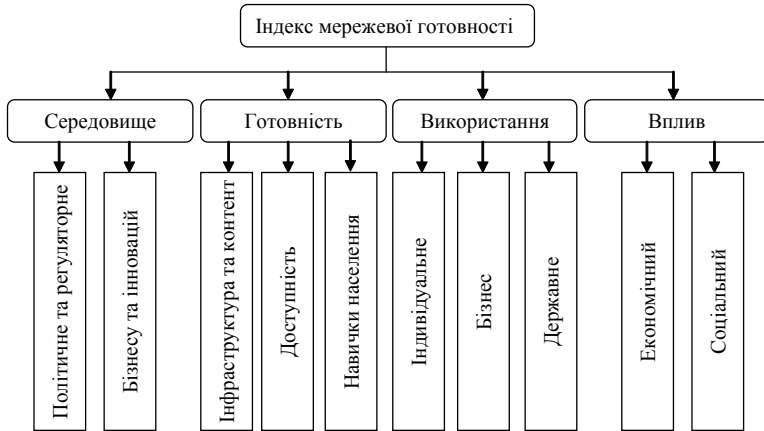 Індекс мережевої готовності
Середовище
Готовність
Використання
Вплив
Політичне та регуляторне
Бізнесу та інновацій
Інфраструктура та контент
Доступність
Навички населення
Індивідуальне
Бізнес
Державне
Економічний
Соціальний